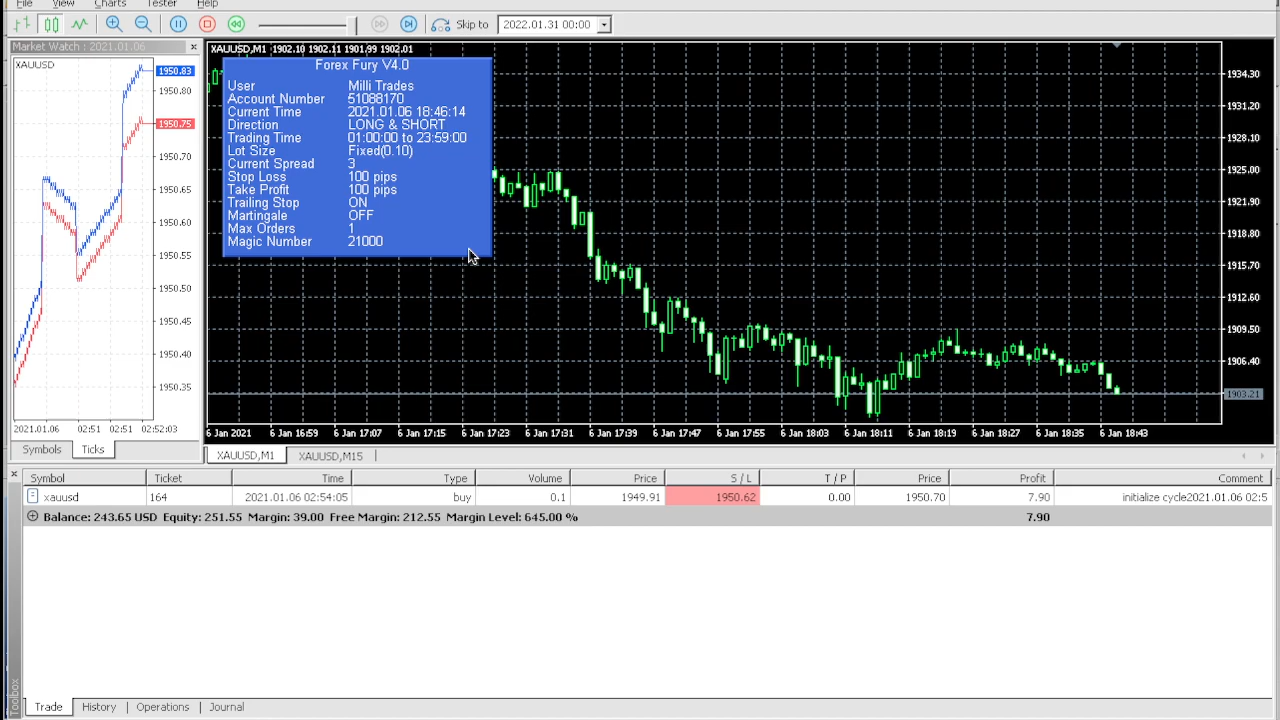 File View Charts Tester Help
Skip to 2022.01.31 00:00
Market Watch : 2021.01.06
XAUUSD
1950.83
1950.80
1950.75
1950.70
1950.65
1950.60
1950.55
1950.50
1950.45
1950.40
1950.35
2021.01.06 02:51 02:52:03
Symbols Ticks
XAUUSD,M1 1902.10 1902.11 1901.99 1902.01
Forex Fury V4.0
User Milli Trades
Account Number 51088170
Current Time 2021.01.06 18:46:14
Direction LONG & SHORT
Trading Time 01:00:00 to 23:59:00
Lot Size Fixed(0.10)
Current Spread 3
Stop Loss 100 pips
Take Profit 100 pips
Trailing Stop ON
Martingale OFF
Max Orders 1
Magic Number 21000
1934.30
1931.20
1928.10
1925.00
1921.90
1918.80
1915.70
1912.60
1909.50
1906.40
1903.21
6 Jan 2021 6 Jan 16:59 6 Jan 17:07 6 Jan 17:15 6 Jan 17:23 6 Jan 17:31 6 Jan 17:39 6 Jan 17:47 6 Jan 17:55 6 Jan 18:03 6 Jan 18:11 6 Jan 18:19 6 Jan 18:27 6 Jan 18:35 6 Jan 18:43
XAUUSD,M1 XAUUSD,M15
Symbol Ticket Time Type Volume Price S / L T / P Price Profit Comment
xauusd 164 2021.01.06 02:54:05 buy 0.1 1949.91 1950.62 0.00 1950.70 7.90 initialize cycle2021.01.06 02:5
Balance: 243.65 USD Equity: 251.55 Margin: 39.00 Free Margin: 212.55 Margin Level: 645.00 % 7.90
Toolbox
Trade History Operations Journal